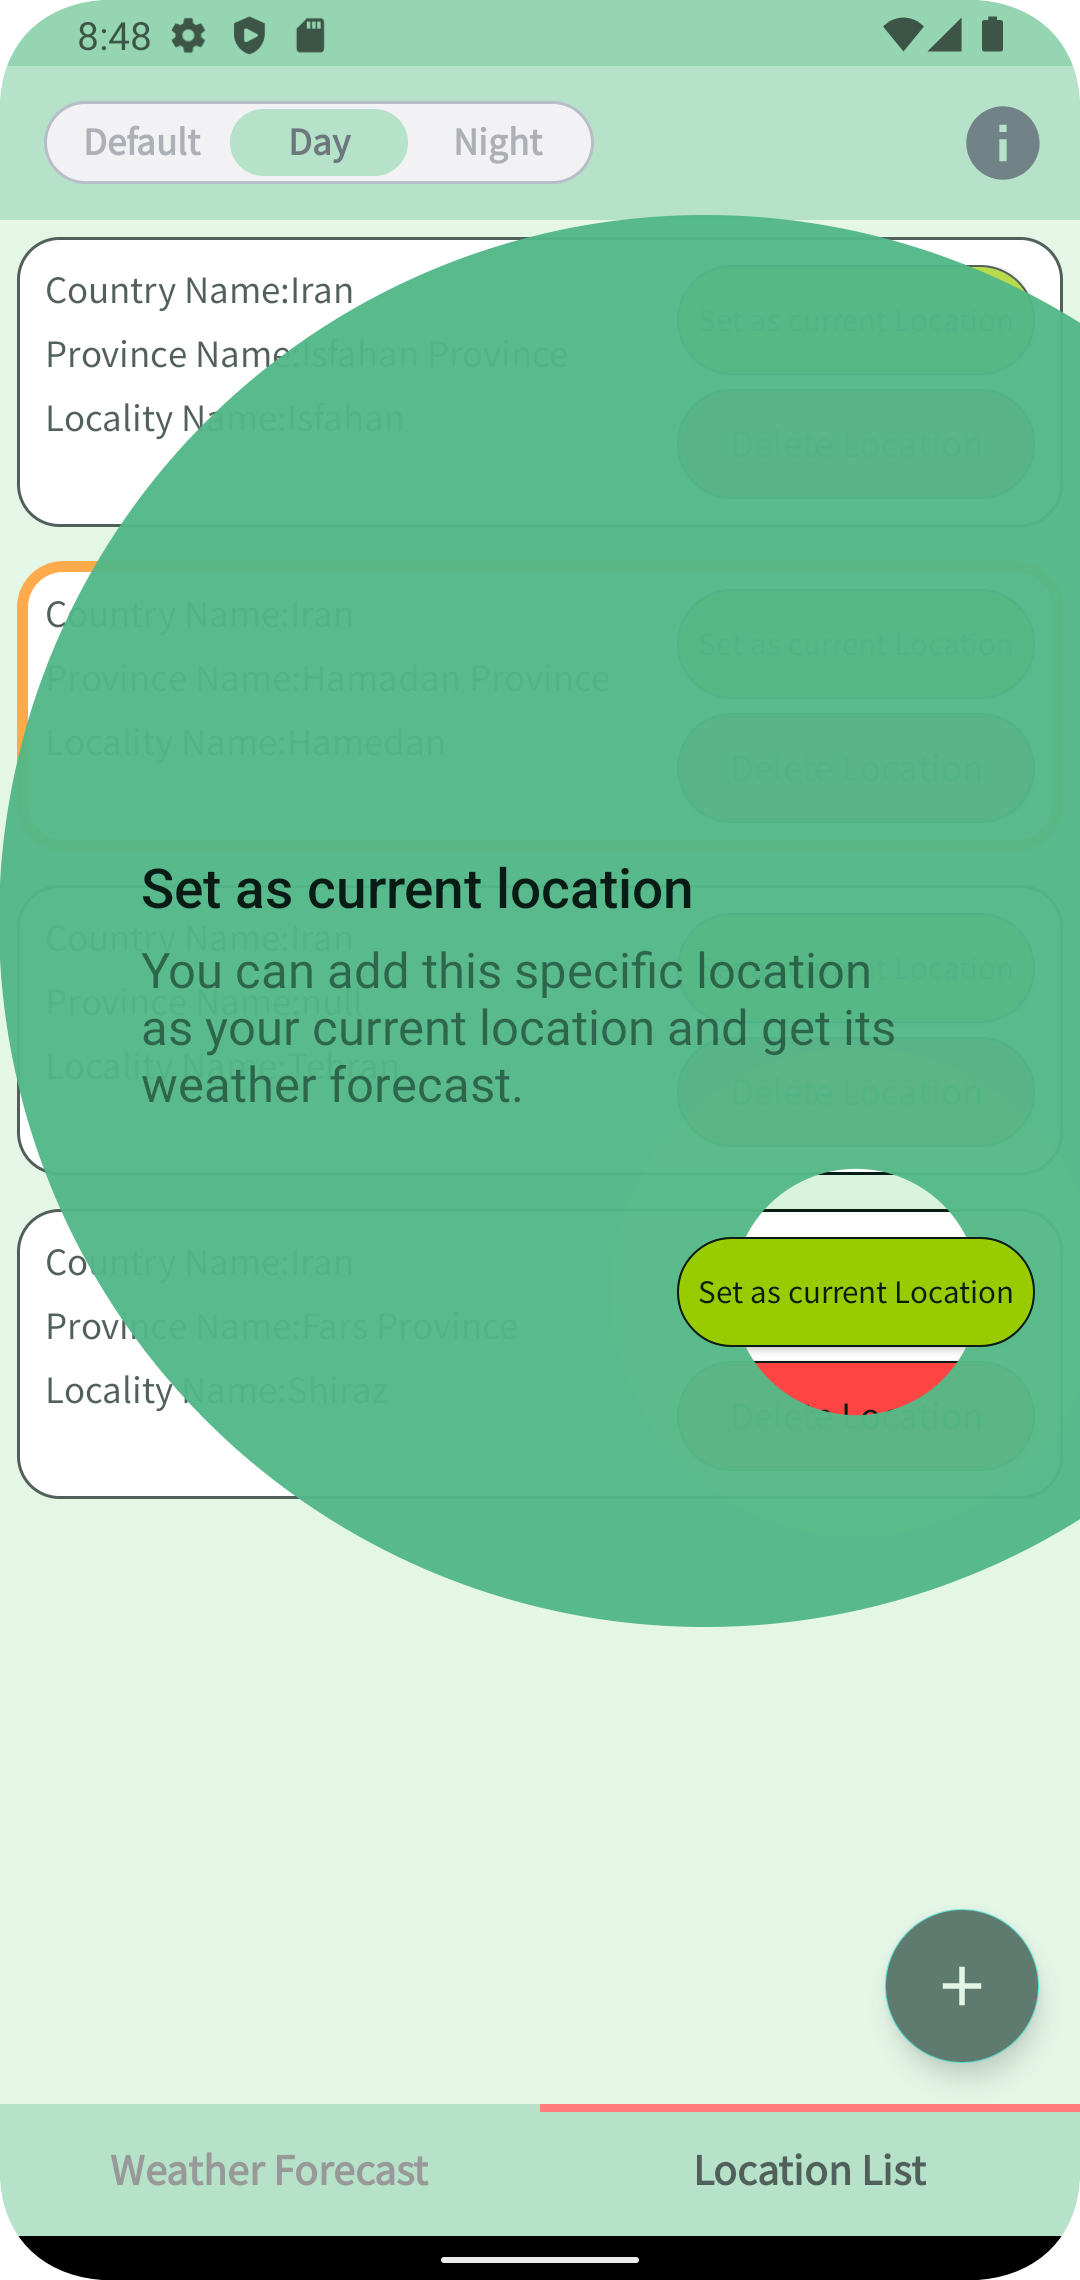 8:48
Default Day Night
Country Name:Iran
Province Name:Isfahan Province
Locality Name:Isfahan
Set as current Location
Delete Location
Country Name:Iran
Province Name:Hamadan Province
Locality Name:Hamedan
Set as current Location
Delete Location
Set as current location
You can add this specific location
as your current location and get its
weather forecast.
Country Name:Iran
Province Name:null
Locality Name:Tehran
Location
Delete Location
Country Name:Iran
Province Name:Fars Province
Locality Name:Shiraz
Set as current Location
Delete Location
Weather Forecast
Location List